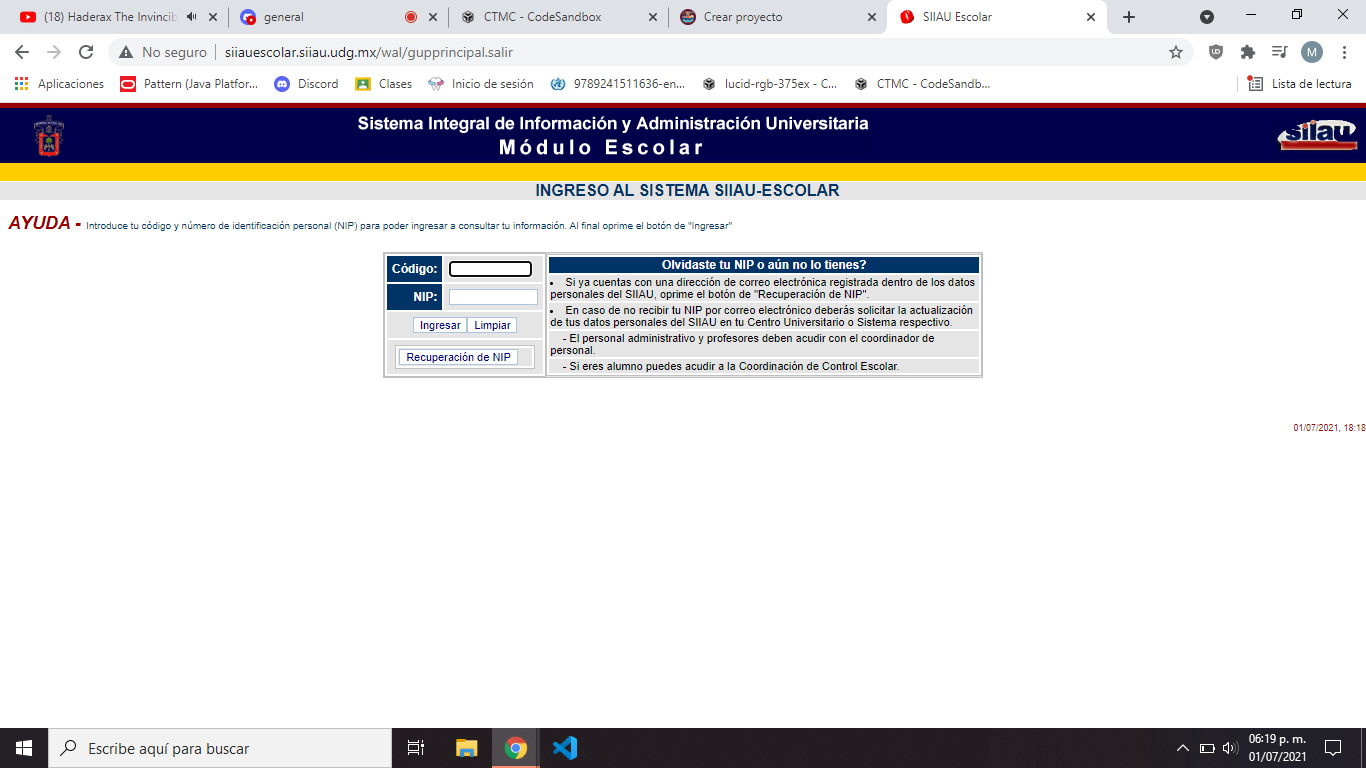 (18) Haderax The Invincib
general
CTMC - CodeSandbox
Crear proyecto
SIIAU Escolar
No seguro
siiauescolar.siiau.udg.mx/wal/gupprincipal.salir
M
Aplicaciones
Pattern (Java Platfor...
Discord
Clases
Inicio de sesión
9789241511636-en...
lucid-rgb-375ex - C...
CTMC - CodeSandb...
Lista de lectura
Sistema Integral de Información y Administración Universitaria
Módulo Escolar
siiau
INGRESO AL SISTEMA SIIAU-ESCOLAR
AYUDA - Introduce tu código y número de identificación personal (NIP) para poder ingresar a consultar tu información. Al final oprime el botón de "Ingresar"
Código:
NIP:
Ingresar Limpiar
Recuperación de NIP
Olvidaste tu NIP o aún no lo tienes?
• Si ya cuentas con una dirección de correo electrónica registrada dentro de los datos
personales del SIIAU, oprime el botón de "Recuperación de NIP".
• En caso de no recibir tu NIP por correo electrónico deberás solicitar la actualización
de tus datos personales del SIIAU en tu Centro Universitario o Sistema respectivo.
- El personal administrativo y profesores deben acudir con el coordinador de
personal.
- Si eres alumno puedes acudir a la Coordinación de Control Escolar.
01/07/2021, 18:18
Escribe aquí para buscar
06:19 p. m.
01/07/2021